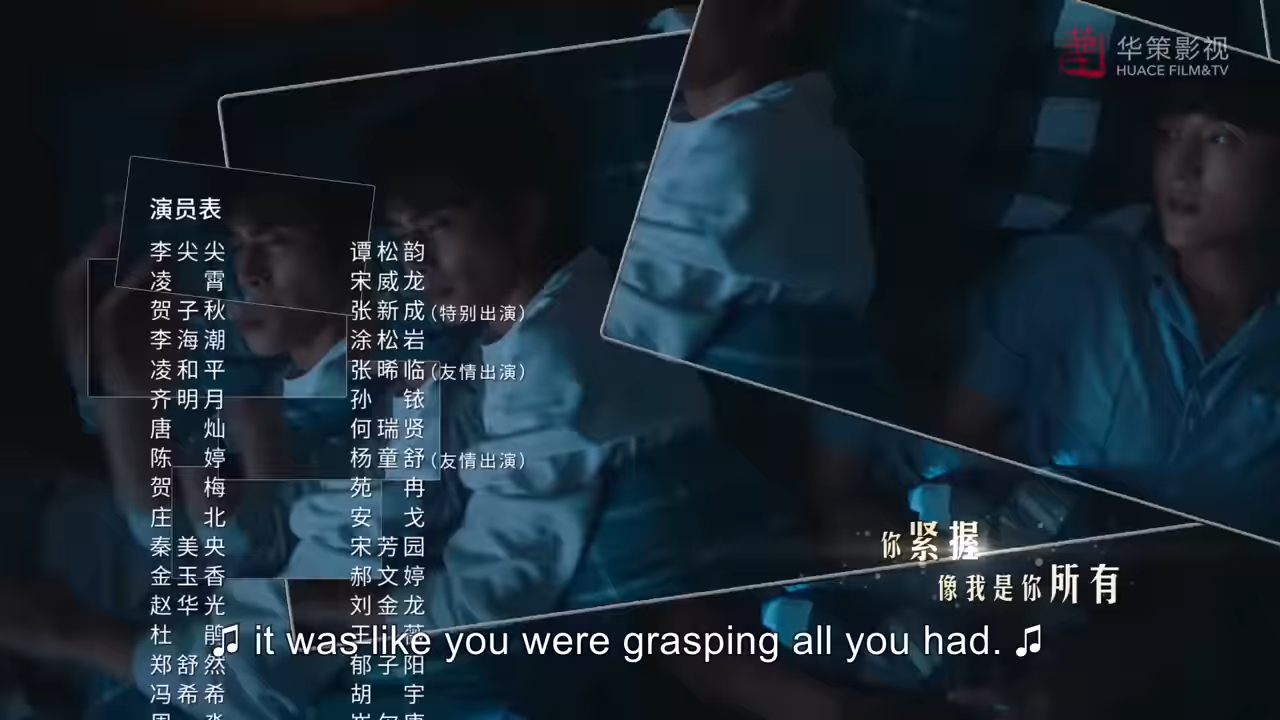 华策影视
HUACE FILM&TV
演员表
李尖尖 谭松韵
凌霄 宋威龙
贺子秋 张新成(特别出演)
李海潮 涂松岩
凌和平 张晞临(友情出演)
齐明月 孙铱
唐灿 何瑞贤
陈婷 杨童舒(友情出演)
贺梅 苑冉
庄北 安戈
秦美央 宋芳园
金玉香 郝文婷
赵华光 刘金龙
杜鹃 王薇
郑舒然 郁子阳
冯希希 胡宇
你紧握
像我是你所有
♫ it was like you were grasping all you had. ♫